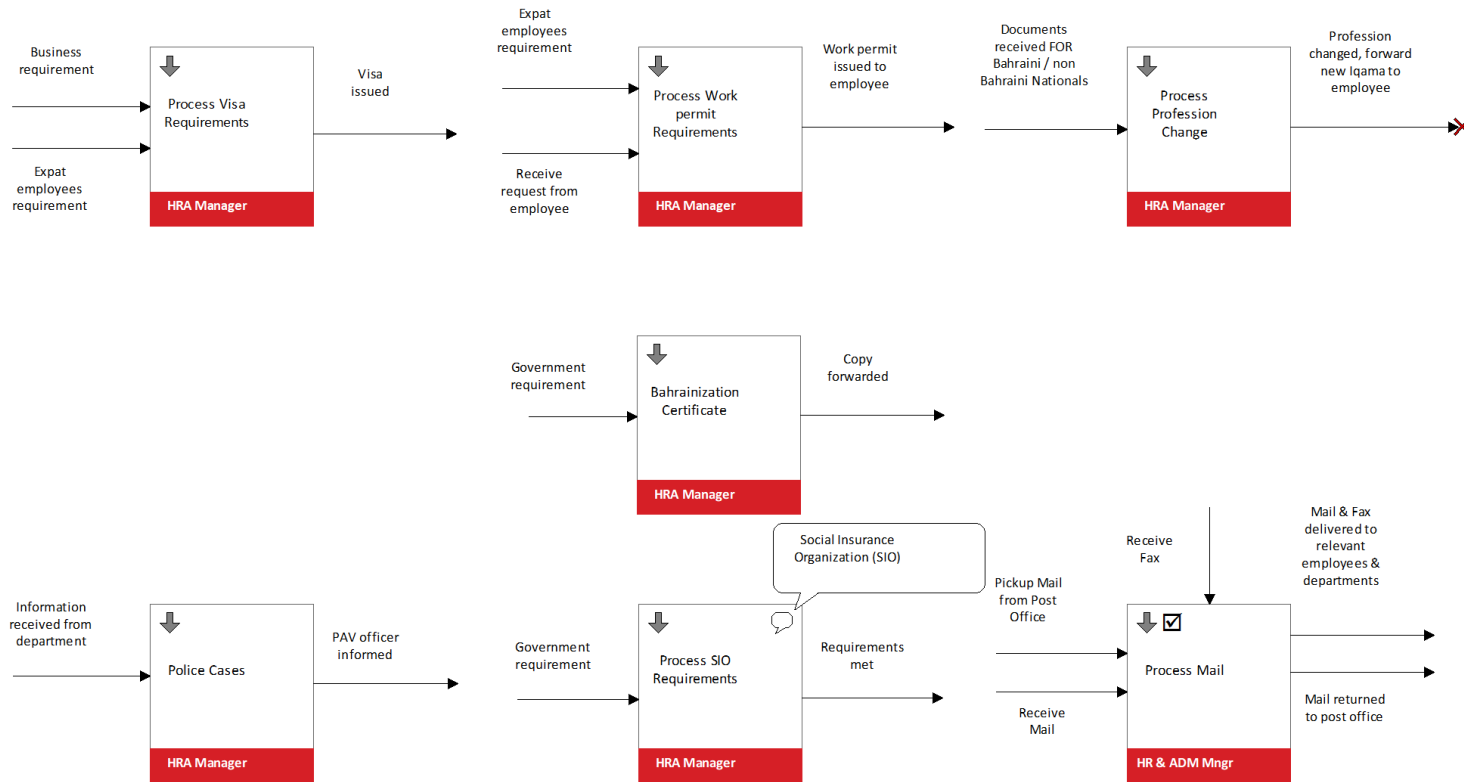 Business
requirement
Expat
employees
requirement
Process Visa
Requirements
HRA Manager
Visa
issued
Expat
employees
requirement
Receive
request from
employee
Process Work
permit
Requirements
HRA Manager
Work permit
issued to
employee
Documents
received FOR
Bahraini / non
Bahraini Nationals
Process
Profession
Change
HRA Manager
Profession
changed, forward
new Iqama to
employee
Government
requirement
Bahrainization
Certificate
HRA Manager
Copy
forwarded
Information
received from
department
Police Cases
HRA Manager
PAV officer
informed
Government
requirement
Social Insurance
Organization (SIO)
Process SIO
Requirements
HRA Manager
Requirements
met
Pickup Mail
from Post
Office
Receive
Mail
Receive
Fax
Process Mail
HR & ADM Mngr
Mail & Fax
delivered to
relevant
employees &
departments
Mail returned
to post office